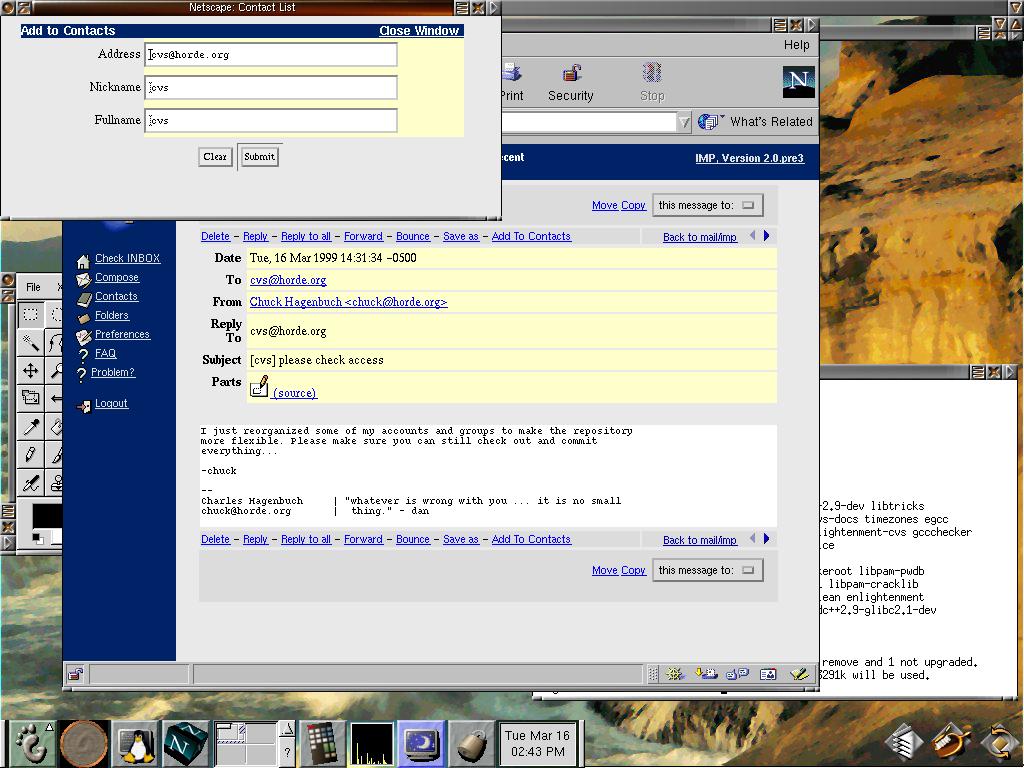 Netscape: Contact List
Add to Contacts
Close Window
Address
cvs@horde.org
Nickname
cvs
Fullname
cvs
Clear
Submit
Help
Print
Security
Stop
N
What's Related
ecent
IMP, Version 2.0.pre3
Move Copy
this message to:
Delete – Reply – Reply to all – Forward – Bounce – Save as – Add To Contacts
Back to mail/imp
Check INBOX
Compose
Contacts
Folders
Preferences
FAQ
Problem?
Logout
Date Tue, 16 Mar 1999 14:31:34 -0500
To cvs@horde.org
From Chuck Hagenbuch <chuck@horde.org>
Reply To cvs@horde.org
Subject [cvs] please check access
Parts (source)
I just reorganized some of my accounts and groups to make the repository
more flexible. Please make sure you can still check out and commit
everything...
-chuck
--
Charles Hagenbuch | "whatever is wrong with you ... it is no small
chuck@horde.org | thing." - dan
Delete – Reply – Reply to all – Forward – Bounce – Save as – Add To Contacts
Back to mail/imp
Move Copy
this message to:
File
X
-2.9-dev libtricks
vs-docs timezones egcc
lightenment-cvs gccchecker
ice
keroot libpam-pwdb
libpam-cracklib
ean enlightenment
dc++2.9-glibc2.1-dev
remove and 1 not upgraded.
6291k will be used.
N
?
Tue Mar 16
02:43 PM